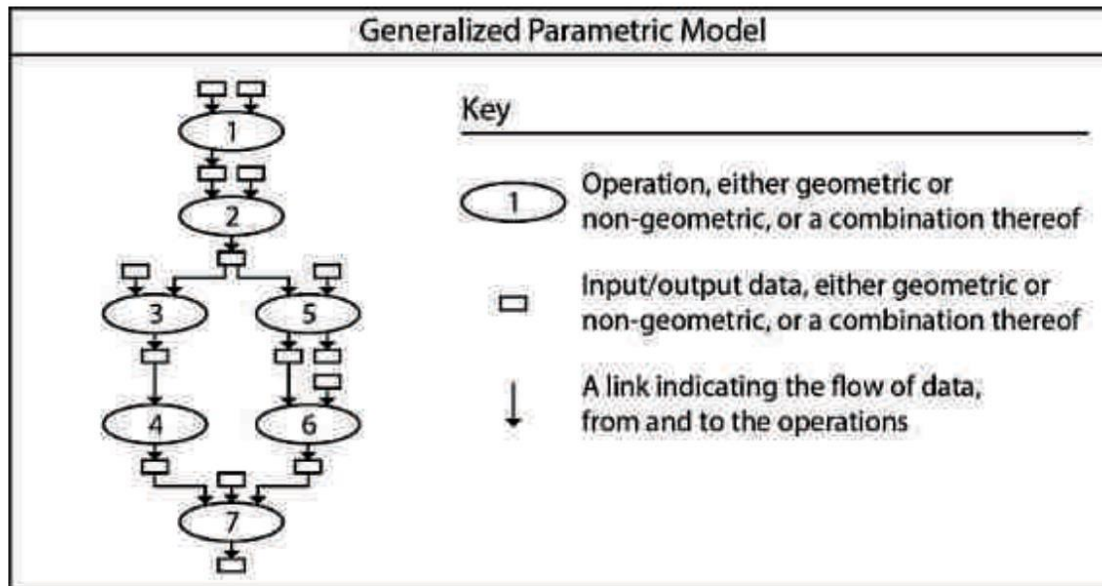 Generalized Parametric Model
1
2
3
5
4
6
7
Key
1
Operation, either geometric or
non-geometric, or a combination thereof
Input/output data, either geometric or
non-geometric, or a combination thereof
A link indicating the flow of data,
from and to the operations